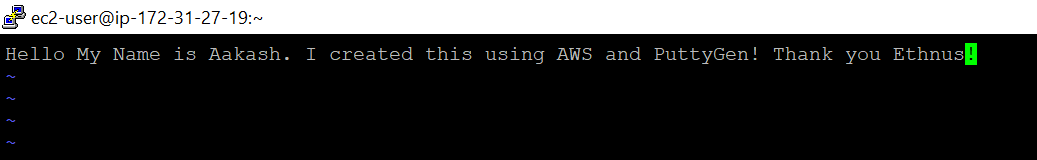 ec2-user@ip-172-31-27-19:~
Hello My Name is Aakash. I created this using AWS and PuttyGen! Thank you Ethnus!
~
~
~
~